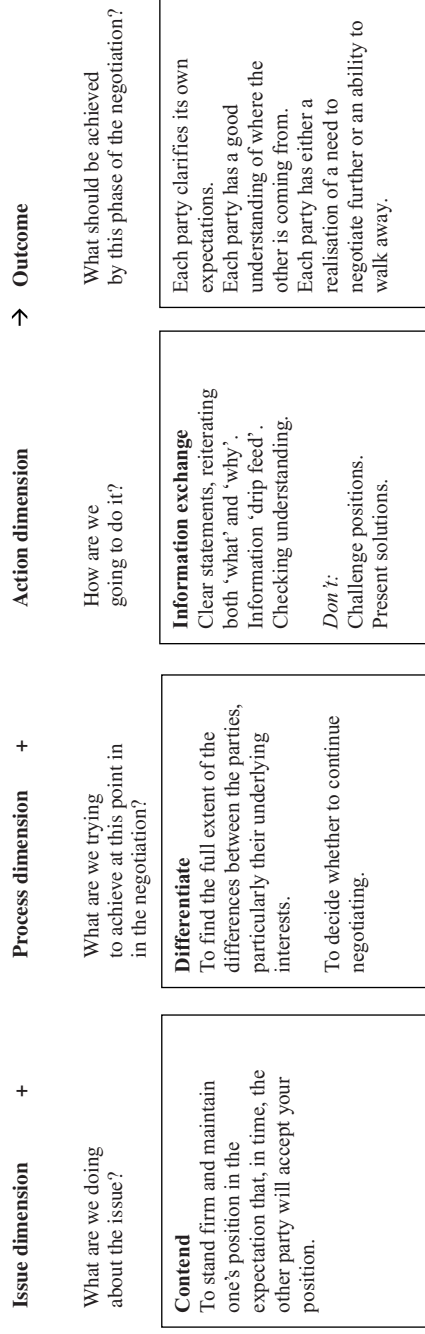 Issue dimension + Process dimension + Action dimension → Outcome
What are we doing
about the issue?
What are we trying
to achieve at this point in
in the negotiation?
How are we
going to do it?
What should be achieved
by this phase of the negotiation?
Contend
To stand firm and maintain
one's position in the
expectation that, in time, the
other party will accept your
position.
Differentiate
To find the full extent of the
differences between the parties,
particularly their underlying
interests.
To decide whether to continue
negotiating.
Information exchange
Clear statements, reiterating
both ‘what’ and ‘why’.
Information ‘drip feed’.
Checking understanding.
Don’t:
Challenge positions.
Present solutions.
Each party clarifies its own
expectations.
Each party has a good
understanding of where the
other is coming from.
Each party has either a
realisation of a need to
negotiate further or an ability to
walk away.